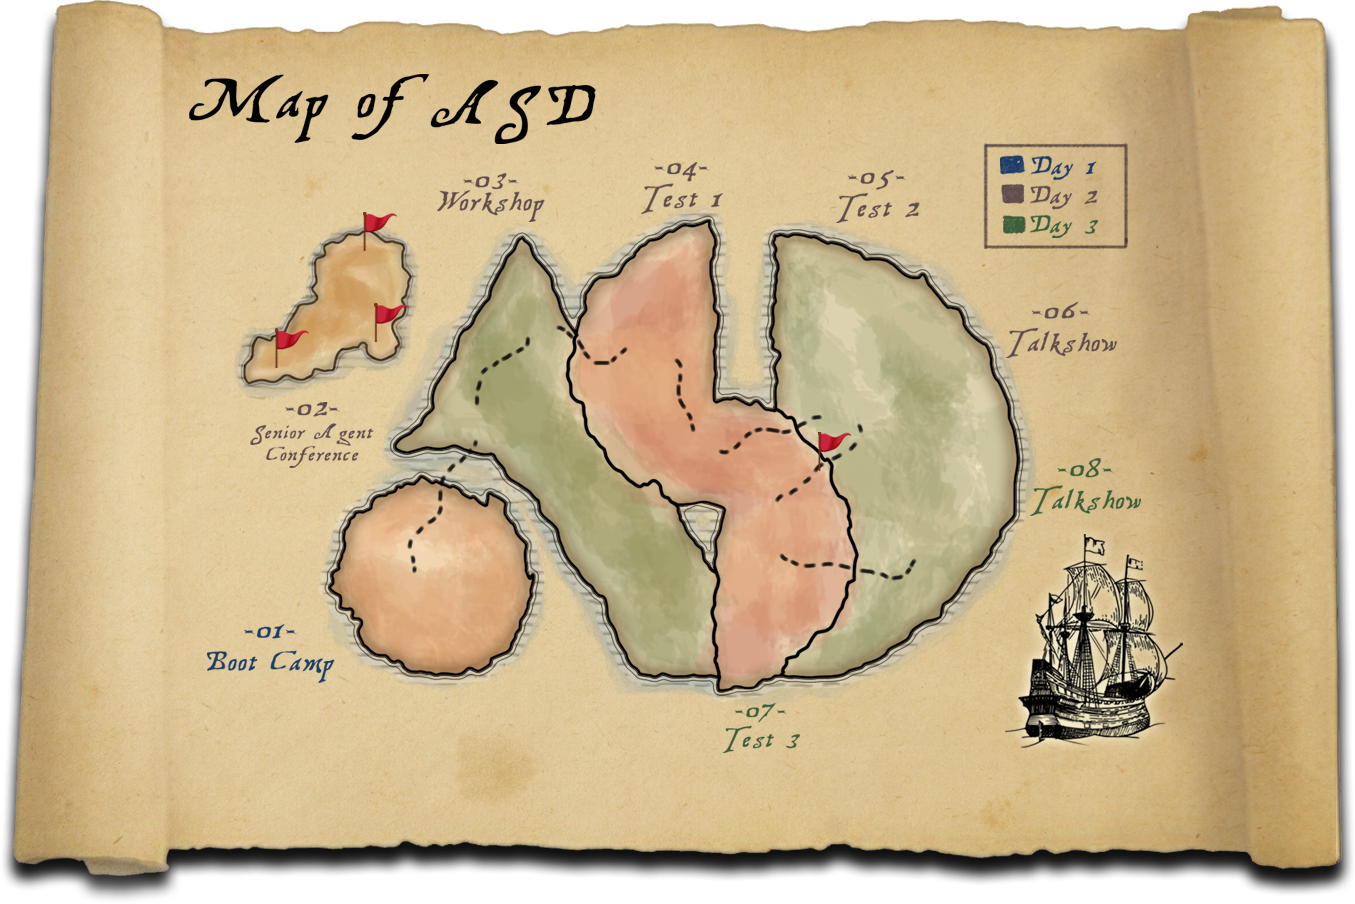 Map of ASD
-03-
Workshop
-04-
Test 1
-05-
Test 2
Day 1
Day 2
Day 3
-06-
Talkshow
-02-
Senior Agent
Conference
-08-
Talkshow
-01-
Boot Camp
-07-
Test 3